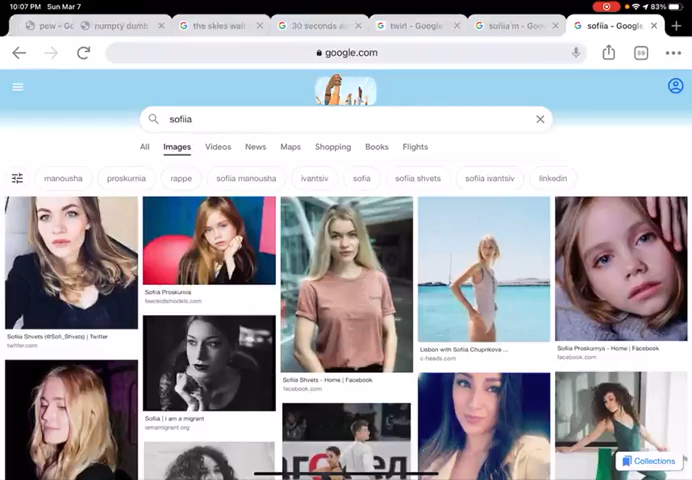 10:07 PM Sun Mar 7
83%
pew - Go
numpty dumb
the skies wall
30 seconds
twirl - Google
sofiia m - Goo
sofiia - Google
google.com
59
sofiia
All Images Videos News Maps Shopping Books Flights
manousha proskurnia rappe sofiia manousha ivantsiv sofia sofiia shvets sofiia ivantsiv linkedin
Sofiia Shvets (@Sofi_Shvets) | Twitter
twitter.com
Sofiia Proskurnia
teenkidsmodels.com
Sofiia | I am a migrant
iamamigrant.org
Sofiia Shvets - Home | Facebook
facebook.com
Lisbon with Sofiia Chuprikova ...
c-heads.com
Sofiia Proskurnys - Home | Facebook
facebook.com
Collections